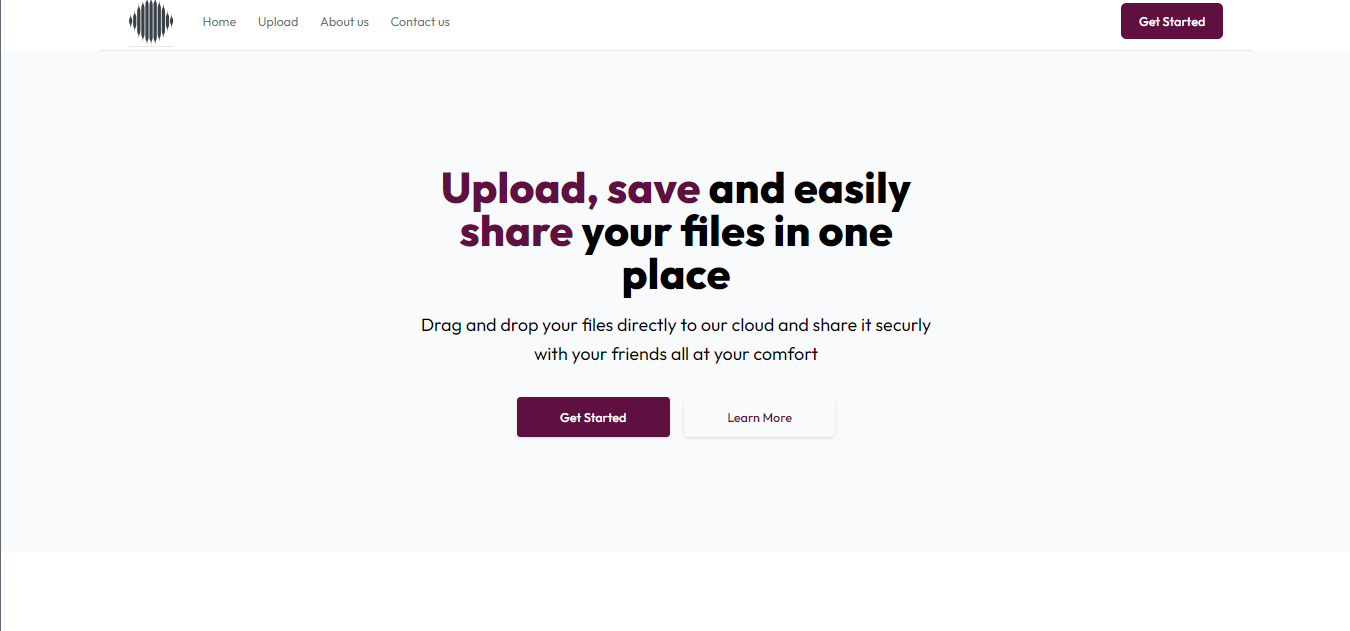 Home Upload About us Contact us Get Started
Upload, save and easily
share your files in one
place
Drag and drop your files directly to our cloud and share it securly
with your friends all at your comfort
Get Started Learn More